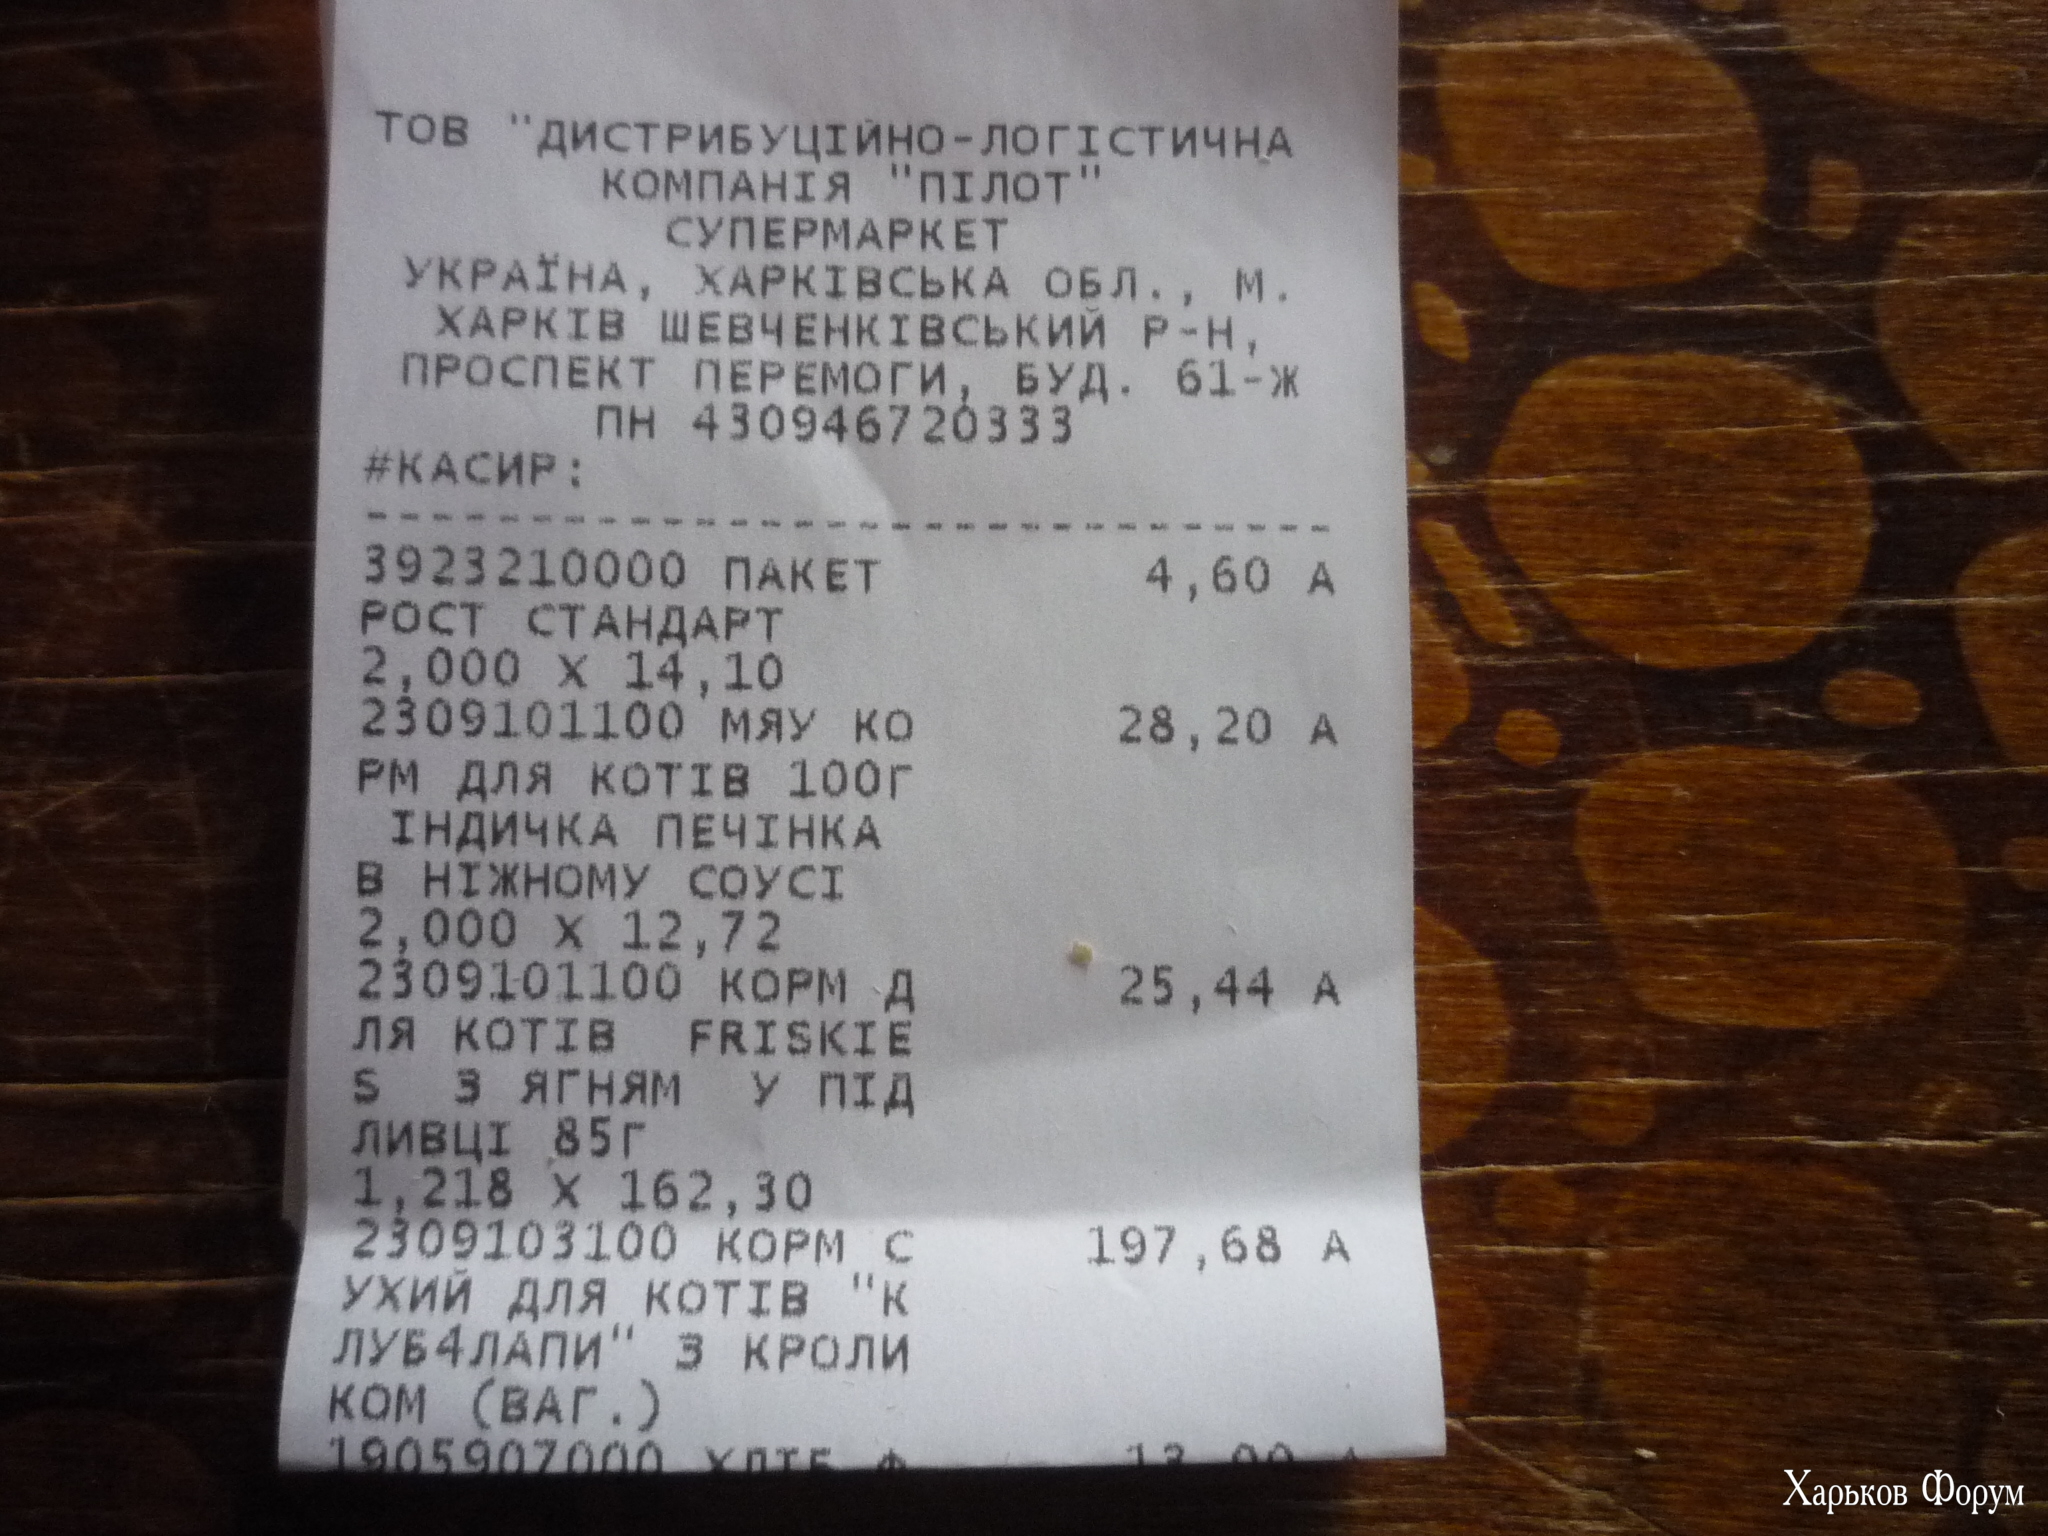 ТОВ "ДИСТРИБУЦІЙНО-ЛОГІСТИЧНА
КОМПАНІЯ "ПІЛОТ"
СУПЕРМАРКЕТ
УКРАЇНА, ХАРКІВСЬКА ОБЛ., М.
ХАРКІВ ШЕВЧЕНКІВСЬКИЙ Р-Н,
ПРОСПЕКТ ПЕРЕМОГИ, БУД. 61-Ж
ПН 430946720333
#КАСИР:
3923210000 ПАКЕТ 4,60 А
РОСТ СТАНДАРТ
2,000 X 14,10
2309101100 МЯУ КО 28,20 А
РМ ДЛЯ КОТІВ 100Г
ІНДИЧКА ПЕЧІНКА
В НІЖНОМУ СОУСІ
2,000 X 12,72
2309101100 КОРМ Д 25,44 А
ЛЯ КОТІВ FRISKIE
S З ЯГНЯМ У ПІД
ЛИВЦІ 85Г
1,218 X 162,30
2309103100 КОРМ С 197,68 А
УХИЙ ДЛЯ КОТІВ "К
ЛУБ4ЛАПИ" З КРОЛИ
КОМ (ВАГ.)
1905907000 ХЛІБ Ф
Харьков Форум